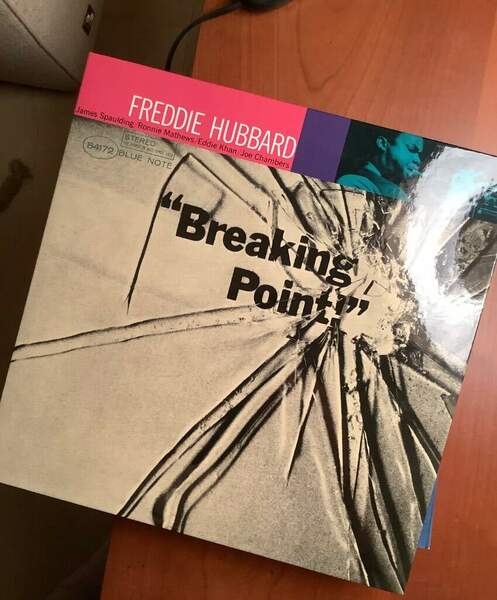 FREDDIE HUBBARD
James Spaulding/Ronnie Mathews/Eddie Khan/Joe Chambers
84172
STEREO
BLUE NOTE
"Breaking
Point!"